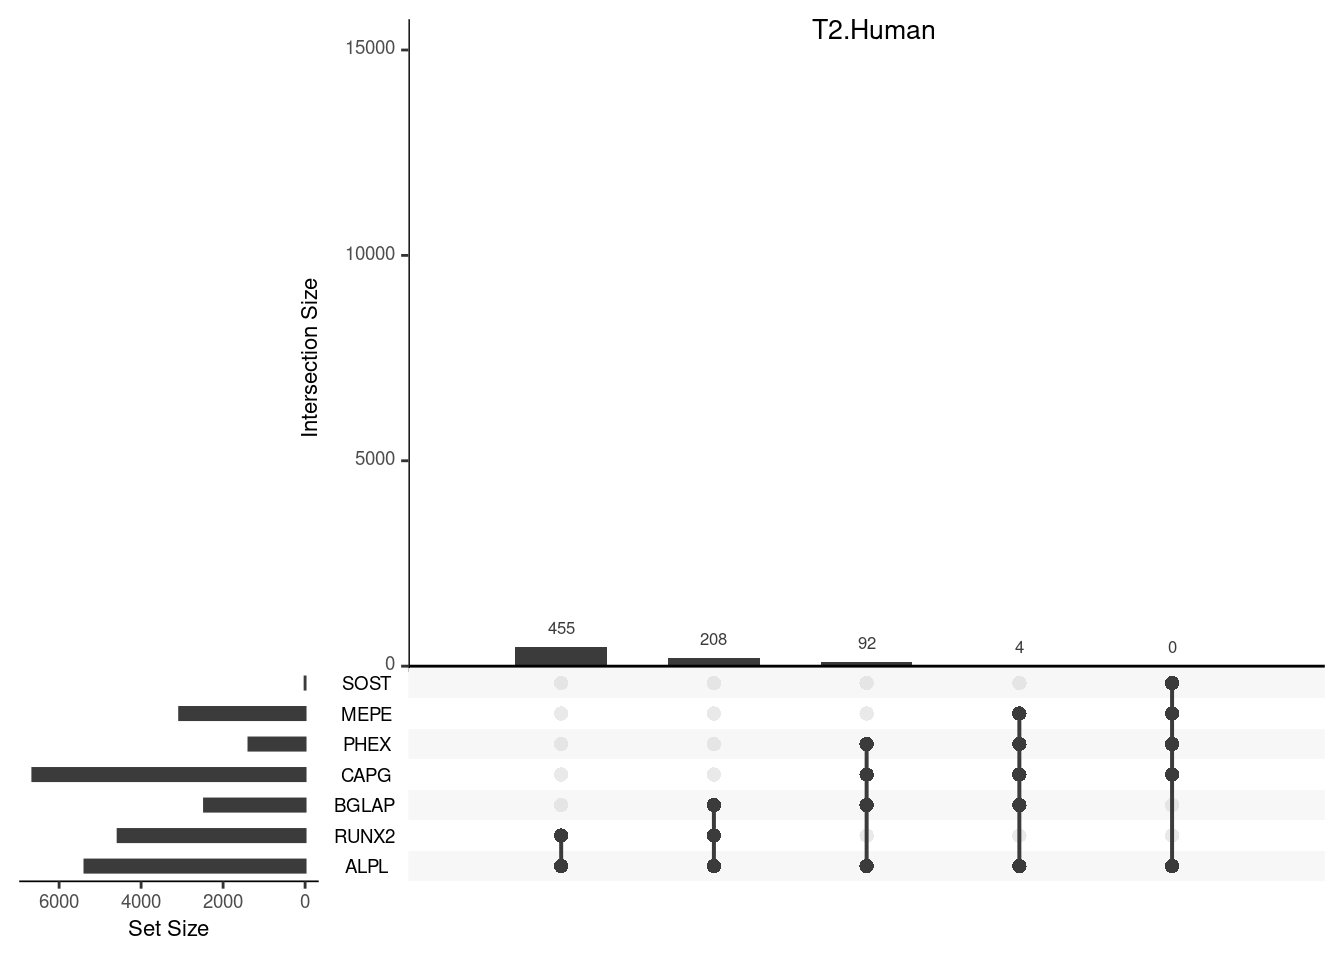 T2.Human
15000
10000
5000
0
Intersection Size
455
208
92
4
0
SOST
MEPE
PHEX
CAPG
BGLAP
RUNX2
ALPL
6000 4000 2000 0
Set Size